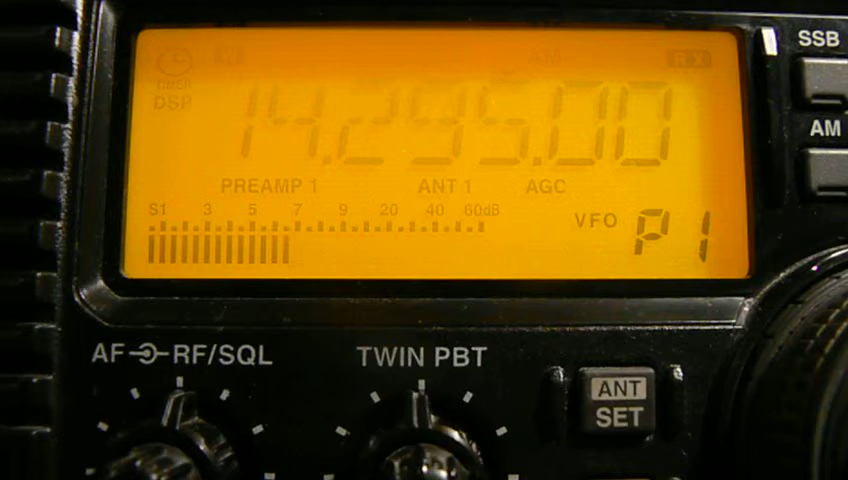 W AM RX
DMSR
DSP
14.295.00
PREAMP 1 ANT 1 AGC
S1 3 5 7 9 20 40 60dB
VFO P1
SSB
AM
AF RF/SQL
TWIN PBT
ANT
SET